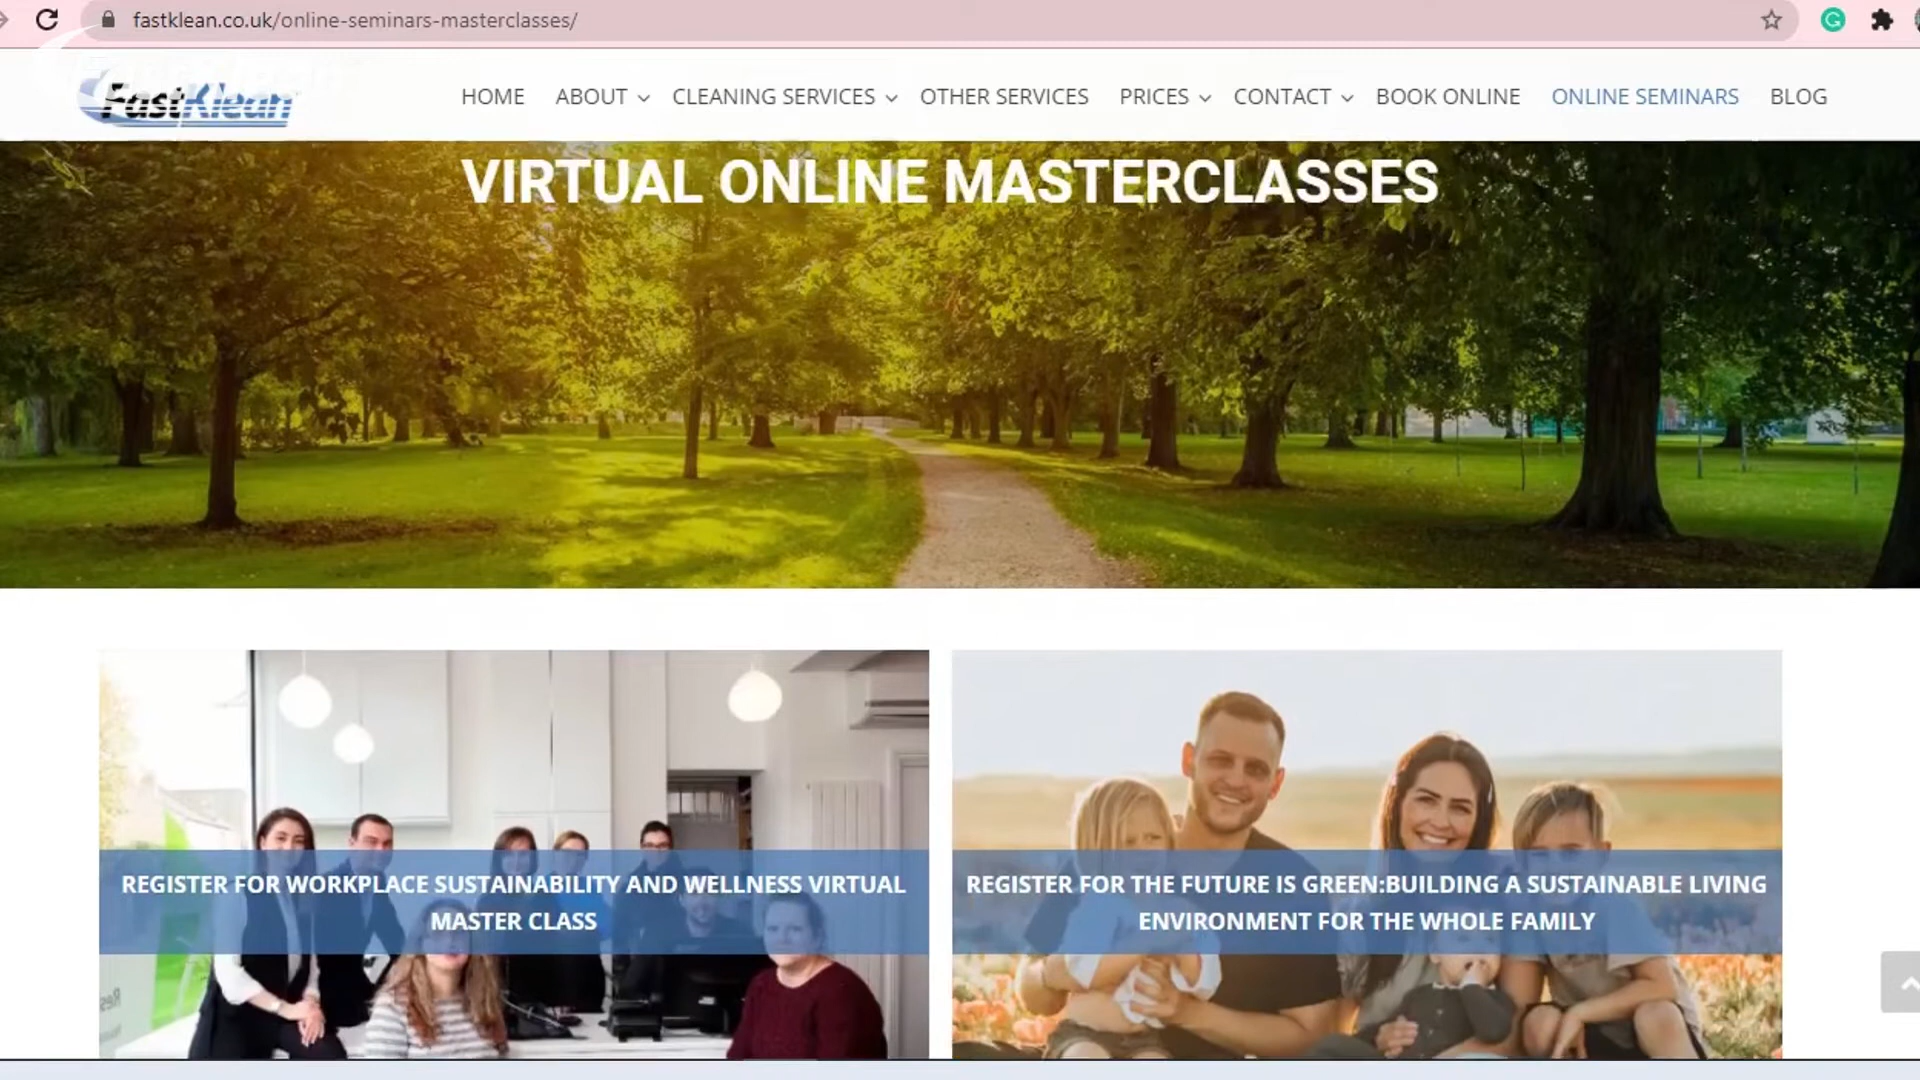 fastklean.co.uk/online-seminars-masterclasses/
FastKlean
HOME ABOUT CLEANING SERVICES OTHER SERVICES PRICES CONTACT BOOK ONLINE ONLINE SEMINARS BLOG
VIRTUAL ONLINE MASTERCLASSES
REGISTER FOR WORKPLACE SUSTAINABILITY AND WELLNESS VIRTUAL
MASTER CLASS
REGISTER FOR THE FUTURE IS GREEN:BUILDING A SUSTAINABLE LIVING
ENVIRONMENT FOR THE WHOLE FAMILY